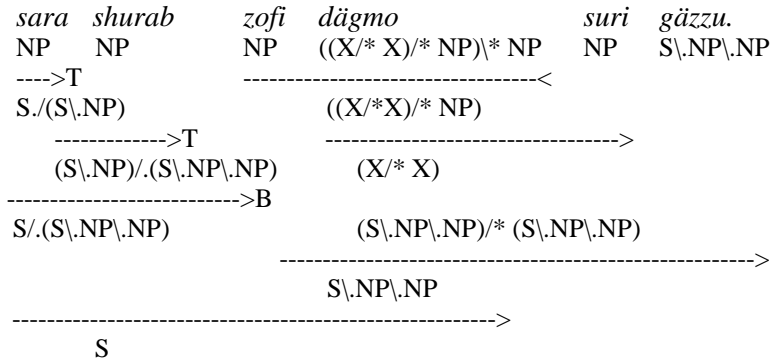 sara shurab zofi dägmo suri gäzzu.
NP NP NP ((X/* X)/* NP)\* NP NP S\.NP\.NP
---->T ----------------------------------<
S./(S\.NP) ((X/*X)/* NP)
------------->T ---------------------------------->
(S\.NP)/.(S\.NP\.NP) (X/* X)
--------------------------->B
S/.(S\.NP\.NP) (S\.NP\.NP)/* (S\.NP\.NP)
------------------------------------------------------->
S\.NP\.NP
-------------------------------------------------------->
S